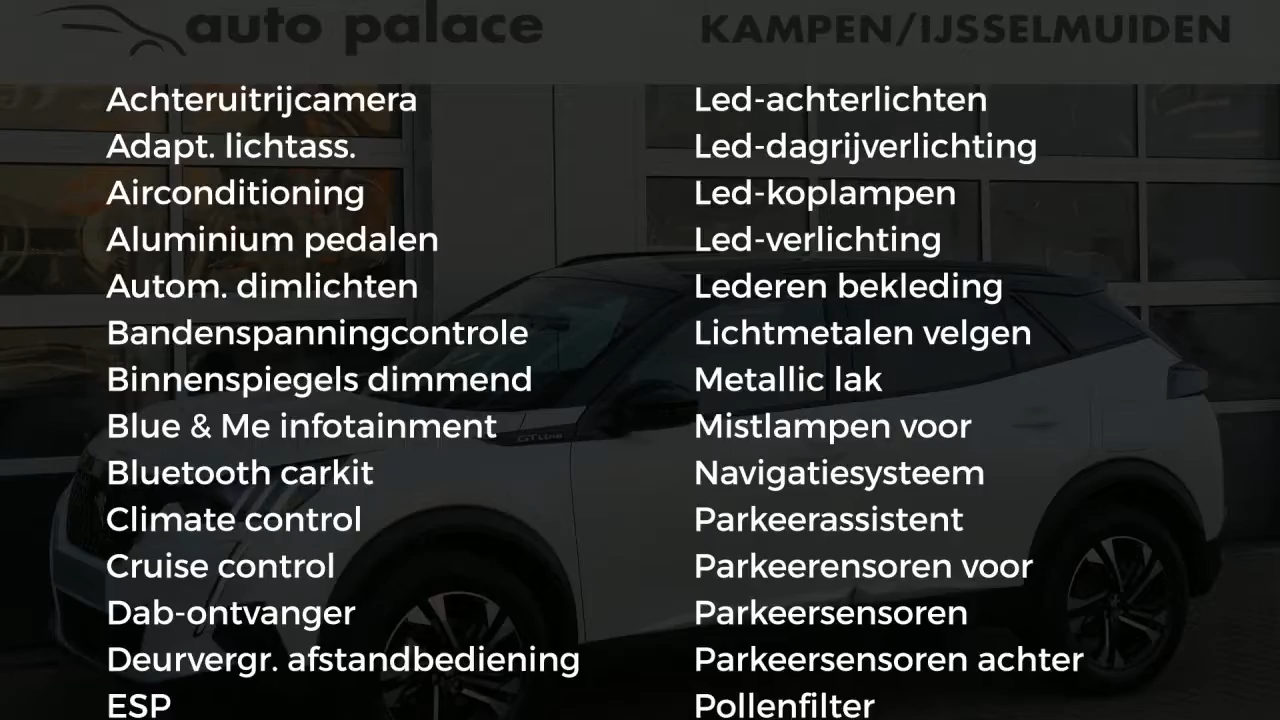 auto palace
KAMPEN/IJSSELMUIDEN
Achteruitrijcamera
Adapt. lichtass.
Airconditioning
Aluminium pedalen
Autom. dimlichten
Bandenspanningcontrole
Binnenspiegels dimmend
Blue & Me infotainment
Bluetooth carkit
Climate control
Cruise control
Dab-ontvanger
Deurvergr. afstandbediening
ESP
Led-achterlichten
Led-dagrijverlichting
Led-koplampen
Led-verlichting
Lederen bekleding
Lichtmetalen velgen
Metallic lak
Mistlampen voor
Navigatiesysteem
Parkeerassistent
Parkeerensoren voor
Parkeersensoren
Parkeersensoren achter
Pollenfilter
GT Line